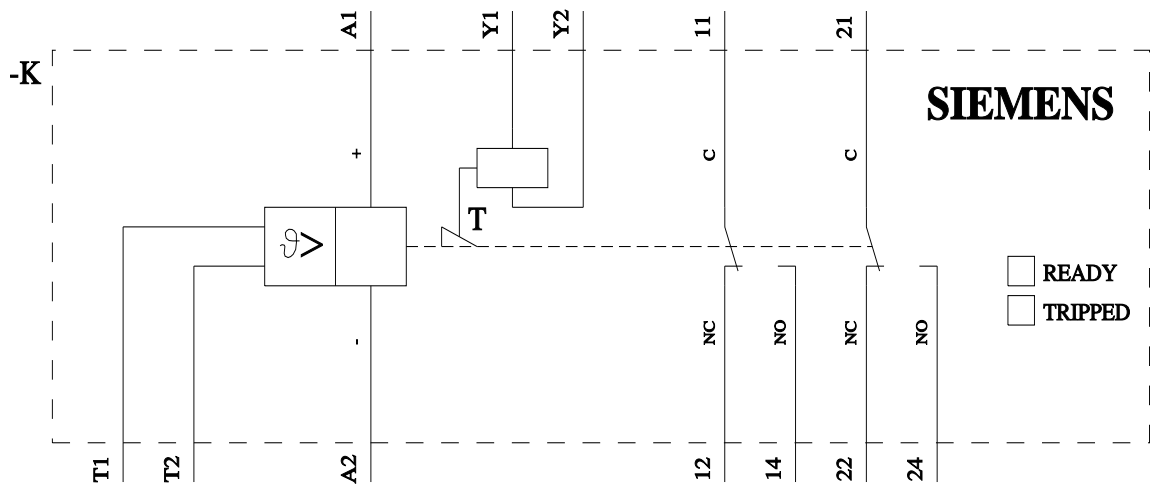 A1
Y1
Y2
11
21
-K
SIEMENS
+
C
C
T
ϑ>
READY
TRIPPED
-
NC
NO
NC
NO
T1
T2
A2
12
14
22
24